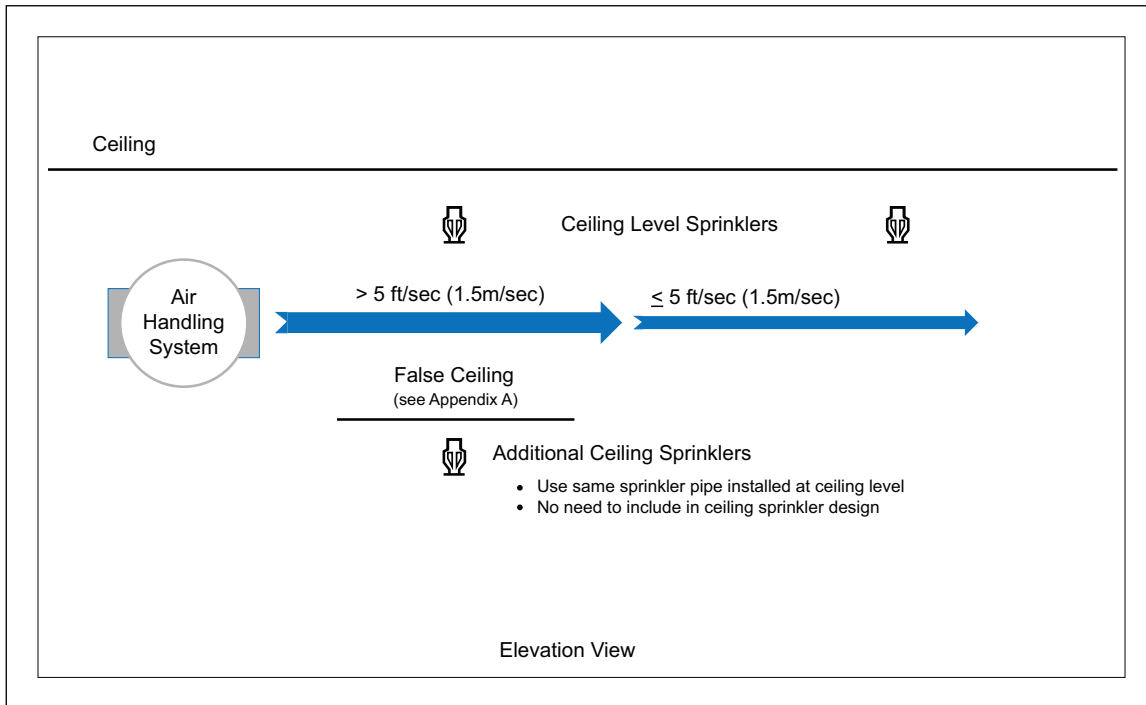 Ceiling
Ceiling Level Sprinklers
Air
Handling
System
> 5 ft/sec (1.5m/sec)
≤ 5 ft/sec (1.5m/sec)
False Ceiling
(see Appendix A)
Additional Ceiling Sprinklers
• Use same sprinkler pipe installed at ceiling level
• No need to include in ceiling sprinkler design
Elevation View